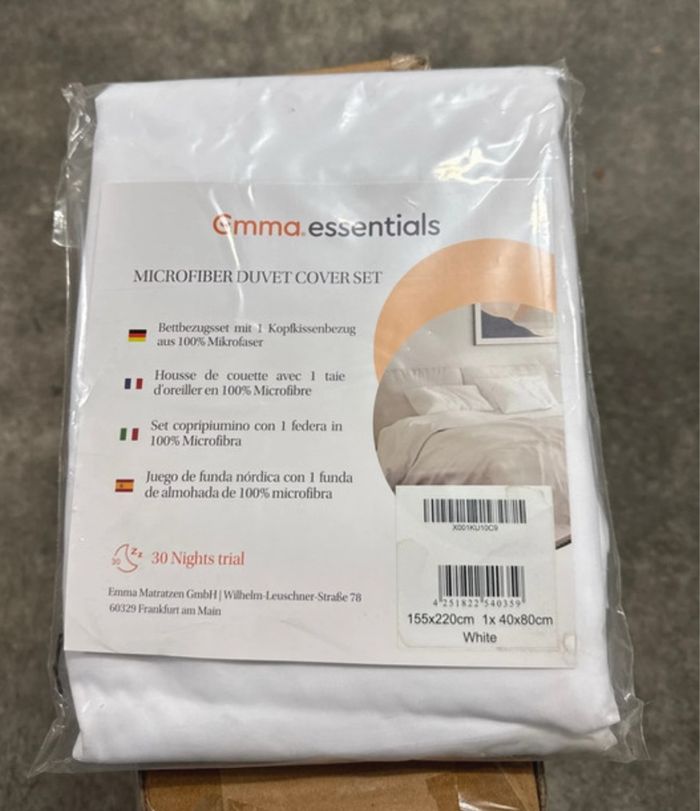 Emma. essentials
MICROFIBER DUVET COVER SET
Bettbezugsset mit 1 Kopfkissenbezug
aus 100% Mikrofaser
Housse de couette avec 1 taie
d'oreiller en 100% Microfibre
Set copripiumino con 1 federa in
100% Microfibra
Juego de funda nórdica con 1 funda
de almohada de 100% microfibra
30 zz 30 Nights trial
Emma Matratzen GmbH | Wilhelm-Leuschner-Straße 78
60329 Frankfurt am Main
X001KU10C9
4 251822 540359
155x220cm 1x 40x80cm
White